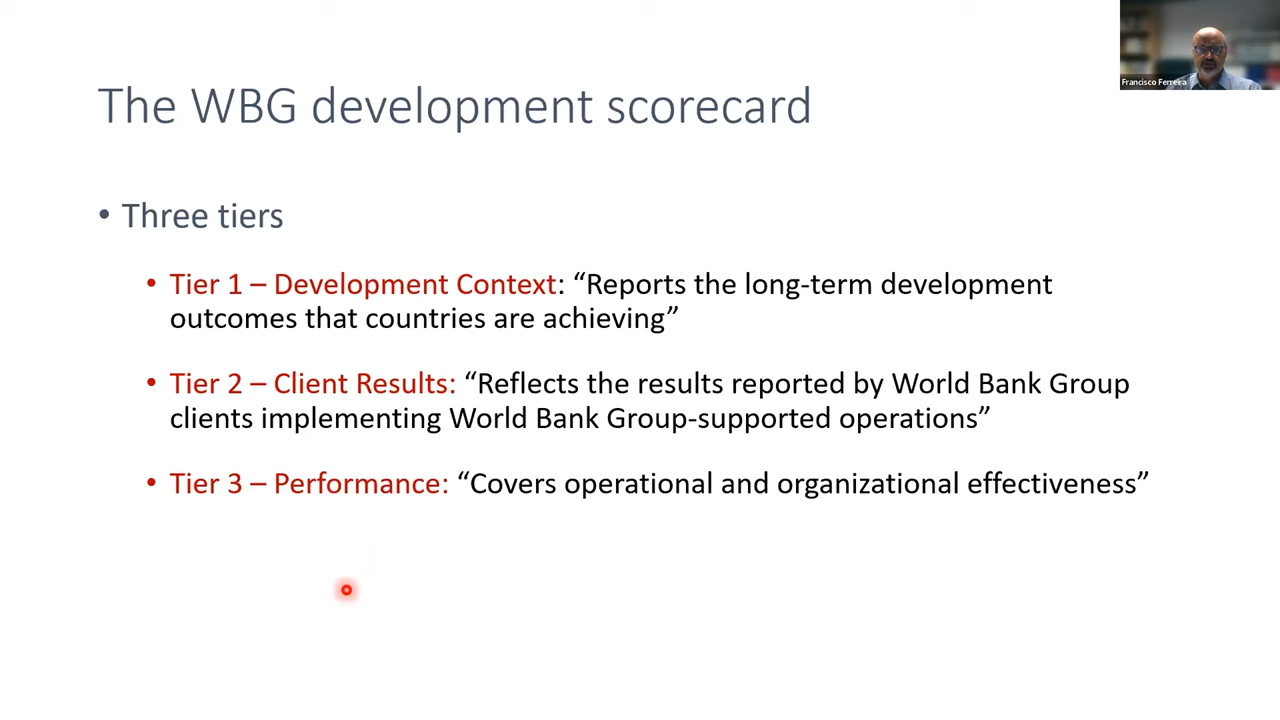 The WBG development scorecard
Francisco Ferreira
• Three tiers
• Tier 1 – Development Context: “Reports the long-term development
outcomes that countries are achieving”
• Tier 2 – Client Results: “Reflects the results reported by World Bank Group
clients implementing World Bank Group-supported operations”
• Tier 3 – Performance: “Covers operational and organizational effectiveness”